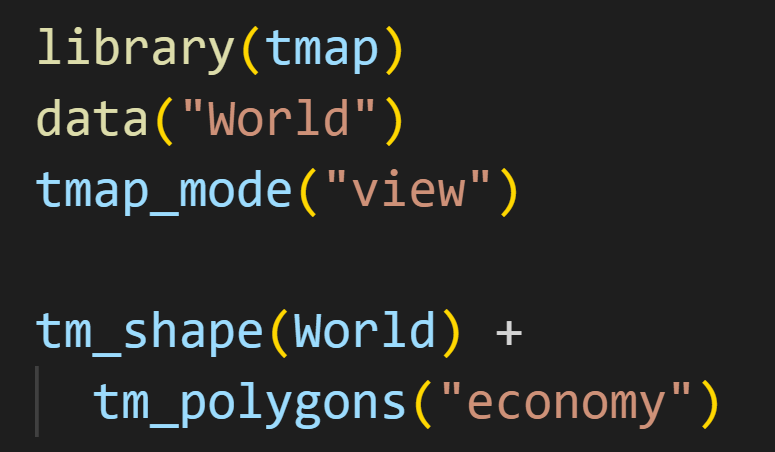 library(tmap)
data("World")
tmap_mode("view")
tm_shape(World) +
tm_polygons("economy")